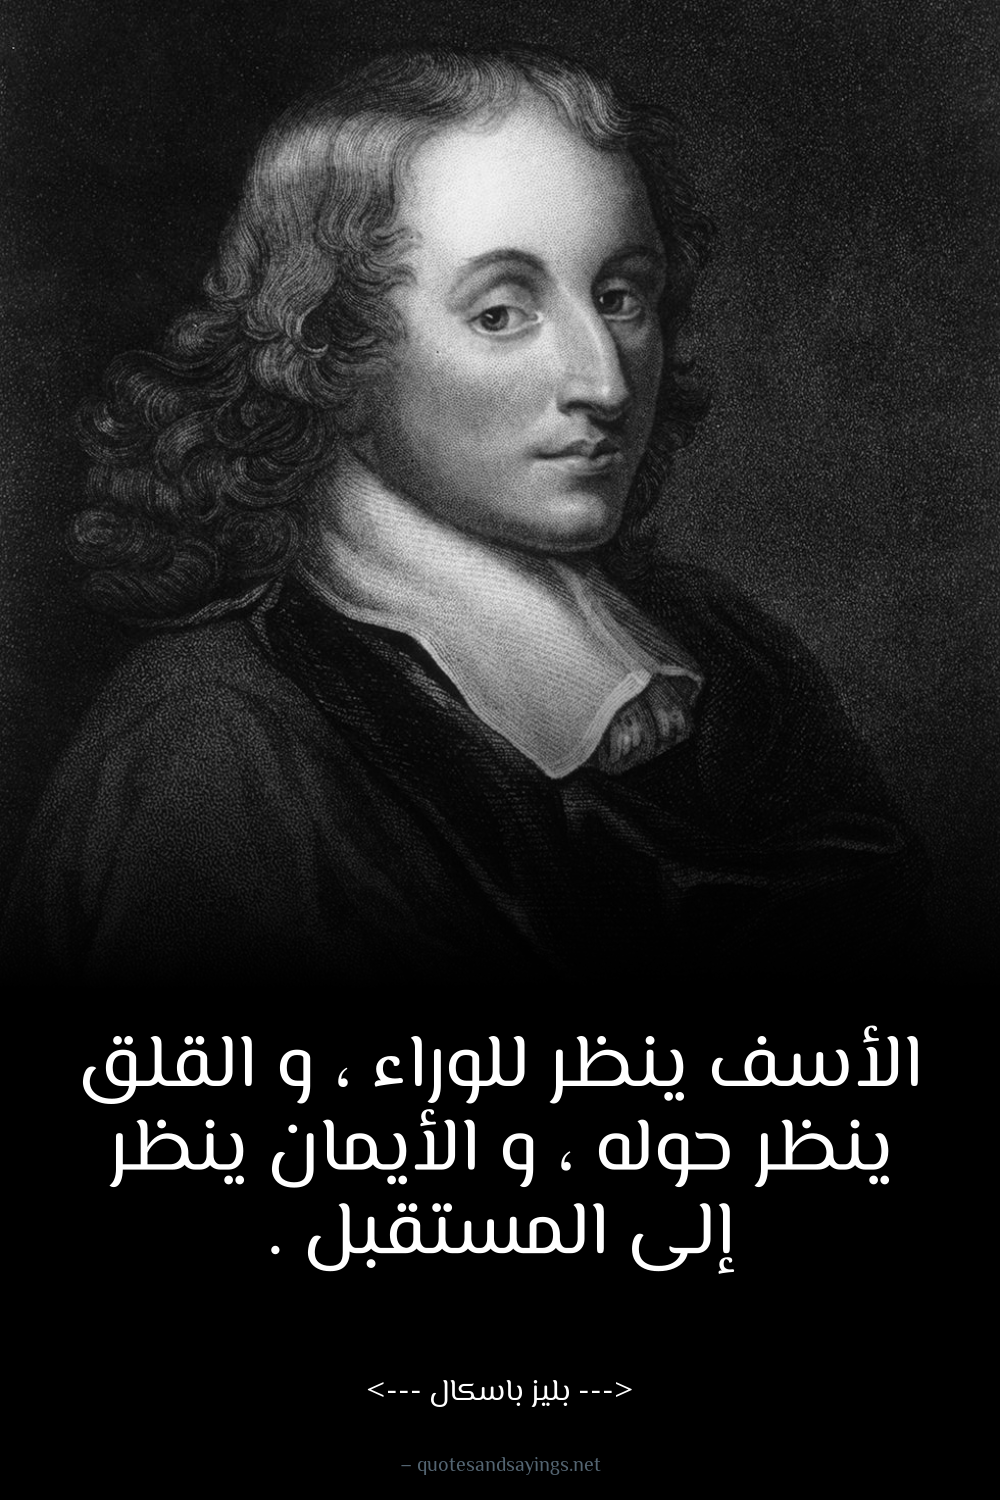 الأسف ينظر للوراء ، و القلق
ينظر حوله ، و الأيمان ينظر
إلى المستقبل .
<--- بليز باسكال --->
– quotesandsayings.net